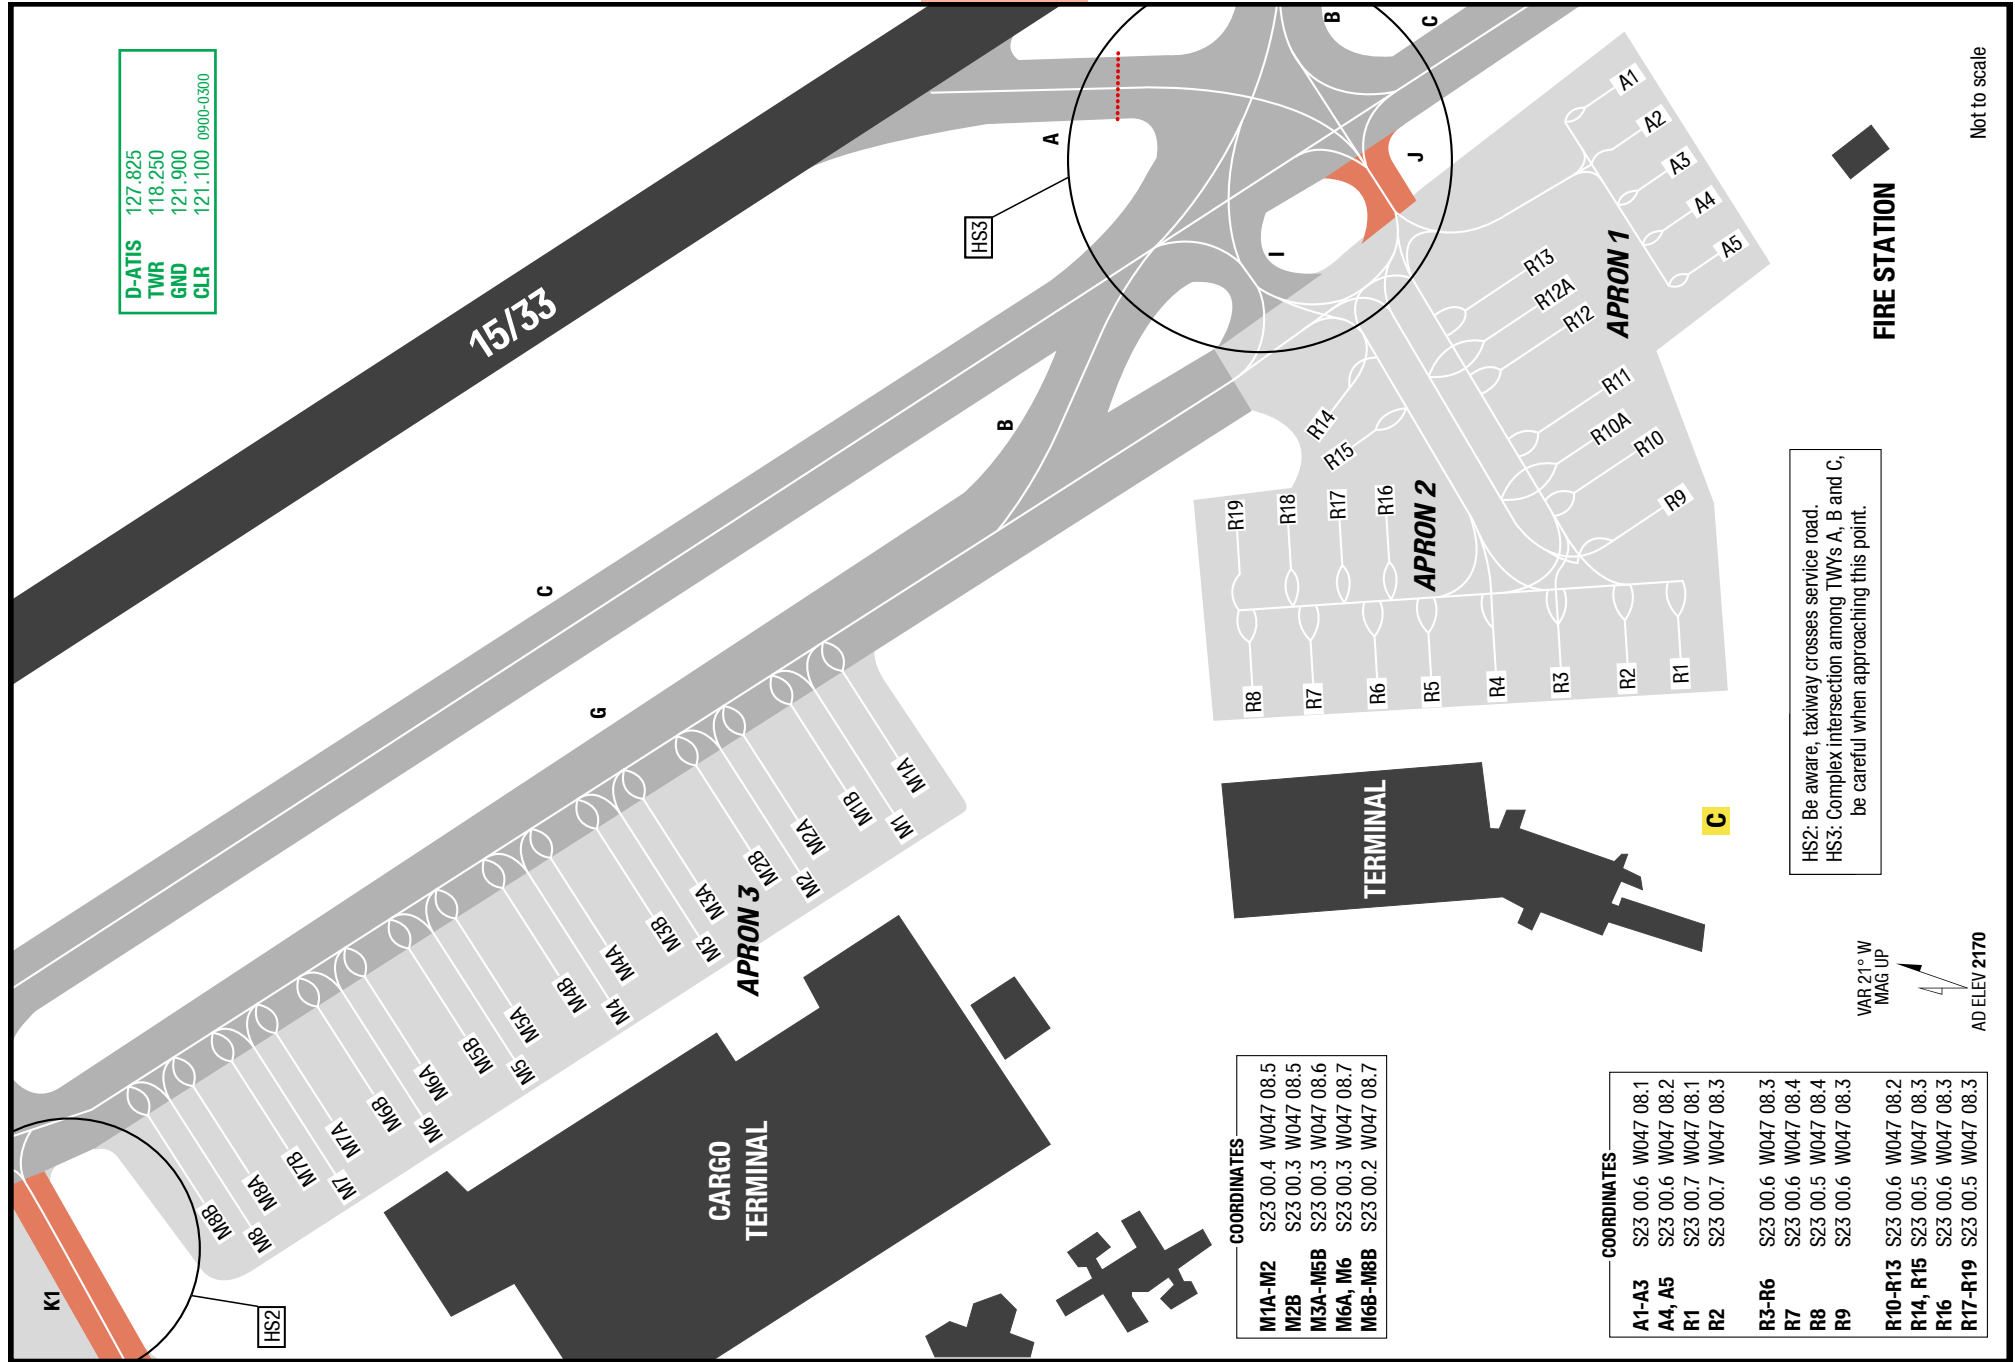 D-ATIS 127.825
TWR 118.250
GND 121.900
CLR 121.100 0900-0300
15/33
HS3
A
B
C
J
I
A1
A2
A3
A4
A5
APRON 1
R13
R12A
R12
R11
R10A
R10
R9
R14
R15
R16
R17
R18
R19
APRON 2
R8
R7
R6
R5
R4
R3
R2
R1
FIRE STATION
Not to scale
B
C
G
M1A
M1
M1B
M2A
M2
M2B
M3A
M3
M3B
M4A
M4
M4B
M5A
M5
M5B
M6A
M6
M6B
M7A
M7
M7B
M8A
M8
M8B
APRON 3
TERMINAL
C
CARGO
TERMINAL
K1
HS2
HS2: Be aware, taxiway crosses service road.
HS3: Complex intersection among TWYs A, B and C,
be careful when approaching this point.
VAR 21° W
MAG UP
AD ELEV 2170
COORDINATES
M1A-M2 S23 00.4 W047 08.5
M2B S23 00.3 W047 08.5
M3A-M5B S23 00.3 W047 08.6
M6A, M6 S23 00.3 W047 08.7
M6B-M8B S23 00.2 W047 08.7
COORDINATES
A1-A3 S23 00.6 W047 08.1
A4, A5 S23 00.6 W047 08.2
R1 S23 00.7 W047 08.1
R2 S23 00.7 W047 08.3
R3-R6 S23 00.6 W047 08.3
R7 S23 00.6 W047 08.4
R8 S23 00.5 W047 08.4
R9 S23 00.6 W047 08.3
R10-R13 S23 00.6 W047 08.2
R14, R15 S23 00.5 W047 08.3
R16 S23 00.6 W047 08.3
R17-R19 S23 00.5 W047 08.3